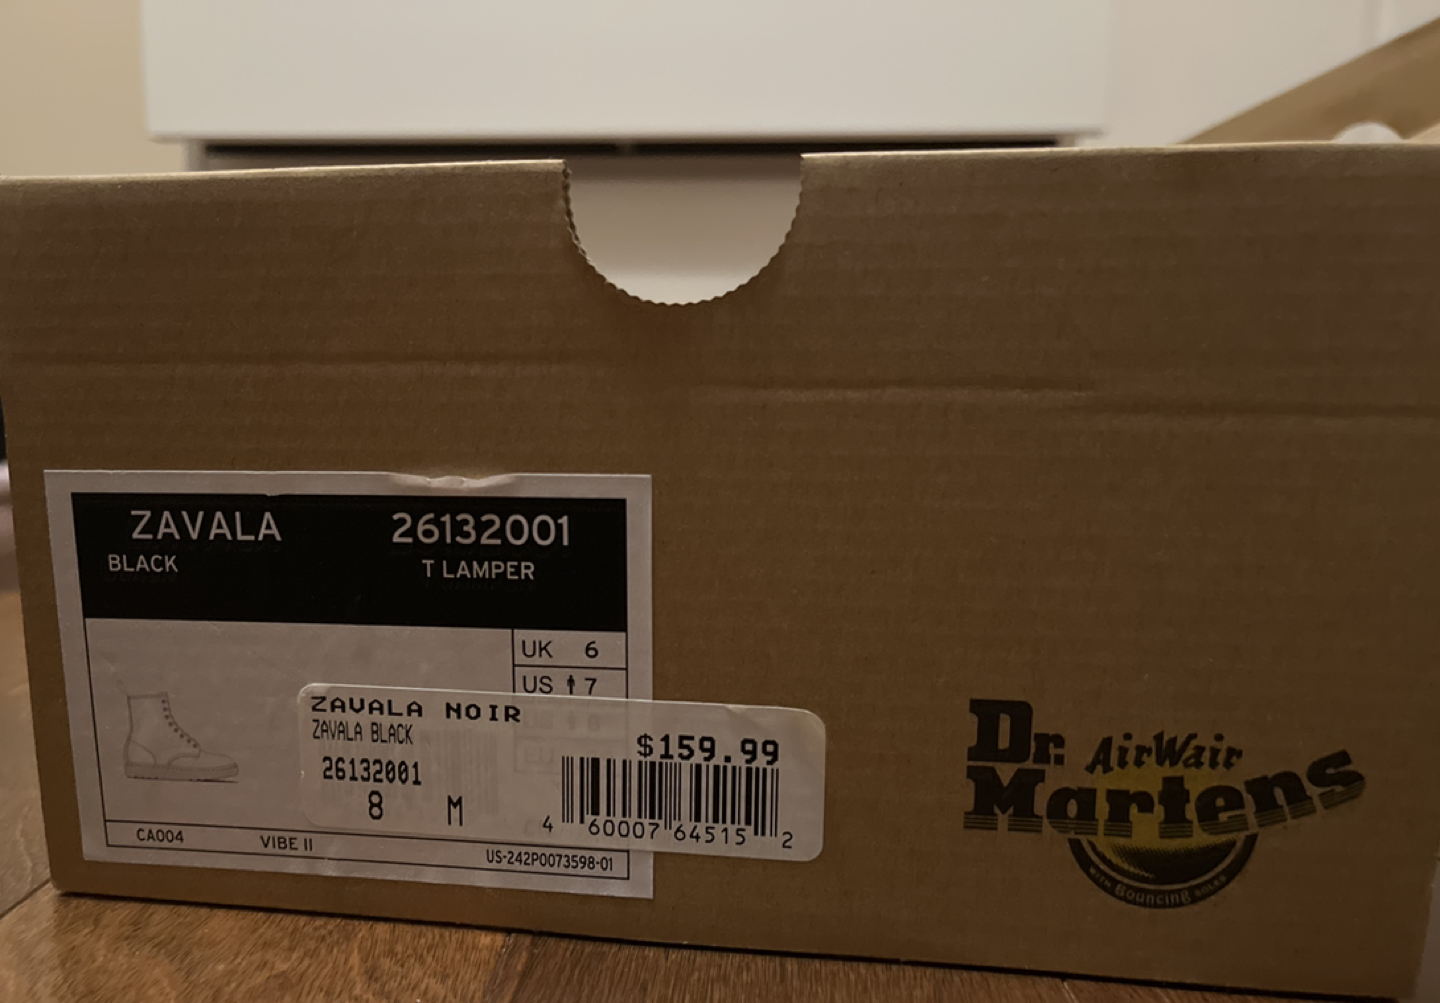 ZAVALA 26132001
BLACK T LAMPER
UK 6
US 7
ZAVALA NOIR
ZAVALA BLACK
$159.99
26132001
8 M
4 60007 64515 2
CA004 VIBE II US-242P0073598-01
Dr. AirWair
Martens
WITH Bouncing SOLES